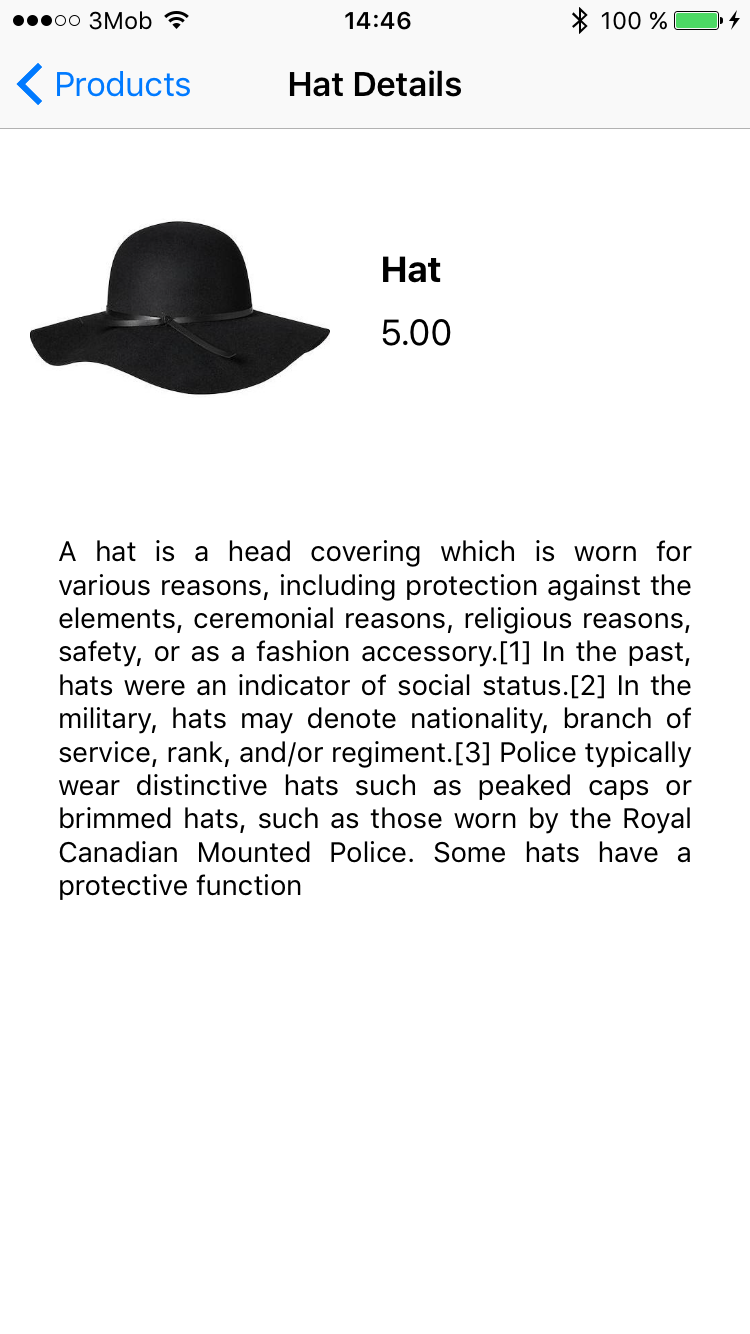 3Mob 14:46 100 %
Products Hat Details
Hat
5.00
A hat is a head covering which is worn for
various reasons, including protection against the
elements, ceremonial reasons, religious reasons,
safety, or as a fashion accessory.[1] In the past,
hats were an indicator of social status.[2] In the
military, hats may denote nationality, branch of
service, rank, and/or regiment.[3] Police typically
wear distinctive hats such as peaked caps or
brimmed hats, such as those worn by the Royal
Canadian Mounted Police. Some hats have a
protective function